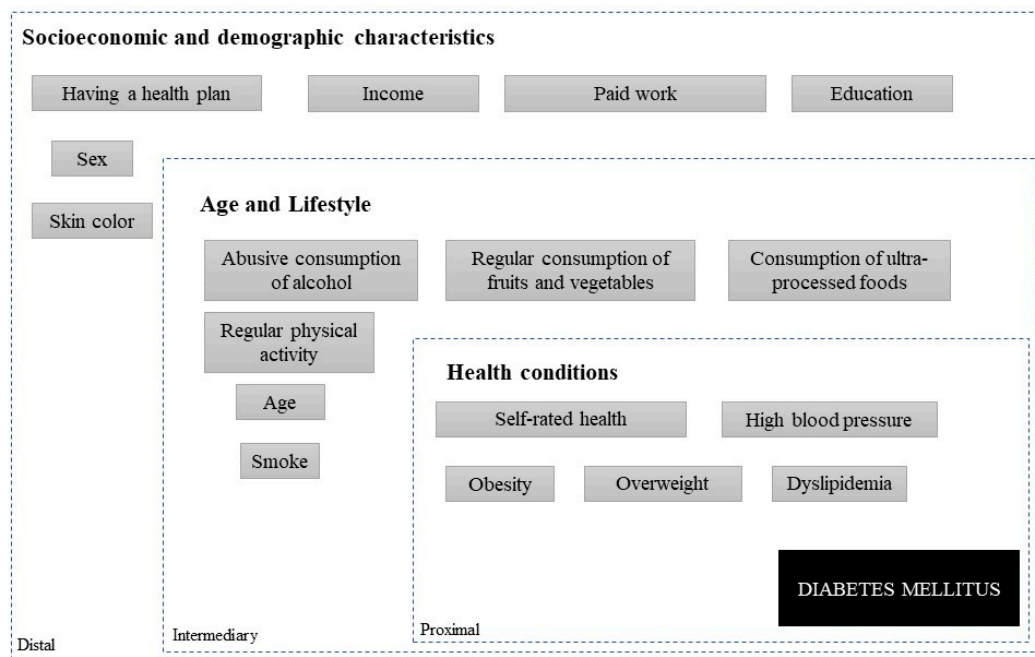 Socioeconomic and demographic characteristics
Having a health plan
Income
Paid work
Education
Sex
Skin color
Age and Lifestyle
Abusive consumption
of alcohol
Regular consumption of
fruits and vegetables
Consumption of ultra-
processed foods
Regular physical
activity
Age
Smoke
Health conditions
Self-rated health
High blood pressure
Obesity
Overweight
Dyslipidemia
DIABETES MELLITUS
Proximal
Intermediary
Distal